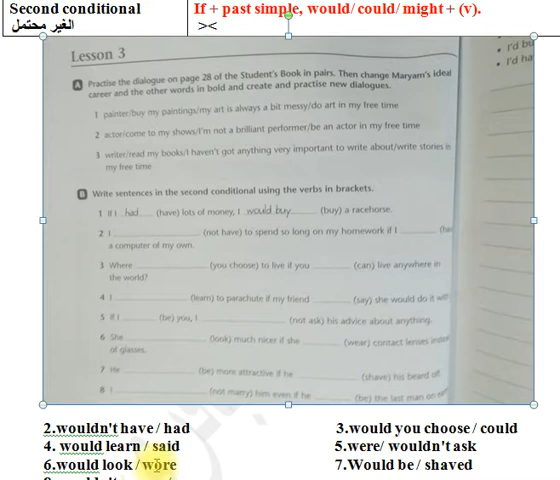 Second conditional
If + past simple, would/ could/ might + (v).
الغير محتمل
><
Lesson 3
• I'd bu
• I'd ha
A Practise the dialogue on page 28 of the Student's Book in pairs. Then change Maryam's ideal
career and the other words in bold and create and practise new dialogues.
1 painter/buy my paintings/my art is always a bit messy/do art in my free time
2 actor/come to my shows/I'm not a brilliant performer/be an actor in my free time
3 writer/read my books/I haven't got anything very important to write about/write stories in
my free time
B Write sentences in the second conditional using the verbs in brackets.
1 If I ..had...... (have) lots of money, I ..would buy...... (buy) a racehorse.
2 I ............ (not have) to spend so long on my homework if I ............ (ha
a computer of my own.
3 Where ............ (you choose) to live if you ............ (can) live anywhere in
the world?
4 I ............ (learn) to parachute if my friend ............ (say) she would do it with
5 If I ............ (be) you, I ............ (not ask) his advice about anything.
6 She ............ (look) much nicer if she ............ (wear) contact lenses instead
of glasses.
7 He ............ (be) more attractive if he ............ (shave) his beard off.
8 I ............ (not marry) him even if he ............ (be) the last man on
2.wouldn't have / had
3.would you choose / could
4. would learn / said
5.were/ wouldn't ask
6.would look / wore
7.Would be / shaved